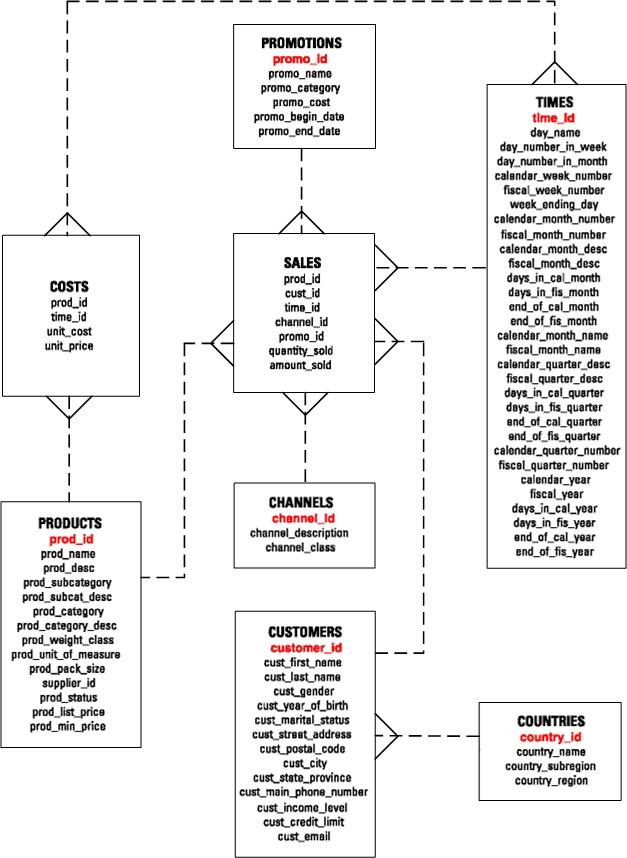 PROMOTIONS
promo_id
promo_name
promo_category
promo_cost
promo_begin_date
promo_end_date
TIMES
time_id
day_name
day_number_in_week
day_number_in_month
calendar_week_number
fiscal_week_number
week_ending_day
calendar_month_number
fiscal_month_number
calendar_month_desc
fiscal_month_desc
days_in_cal_month
days_in_fis_month
end_of_cal_month
end_of_fis_month
calendar_month_name
fiscal_month_name
calendar_quarter_desc
fiscal_quarter_desc
days_in_cal_quarter
days_in_fis_quarter
end_of_cal_quarter
end_of_fis_quarter
calendar_quarter_number
fiscal_quarter_number
calendar_year
fiscal_year
days_in_cal_year
days_in_fis_year
end_of_cal_year
end_of_fis_year
COSTS
prod_id
time_id
unit_cost
unit_price
SALES
prod_id
cust_id
time_id
channel_id
promo_id
quantity_sold
amount_sold
CHANNELS
channel_id
channel_description
channel_class
PRODUCTS
prod_id
prod_name
prod_desc
prod_subcategory
prod_subcat_desc
prod_category
prod_category_desc
prod_weight_class
prod_unit_of_measure
prod_pack_size
supplier_id
prod_status
prod_list_price
prod_min_price
CUSTOMERS
customer_id
cust_first_name
cust_last_name
cust_gender
cust_year_of_birth
cust_marital_status
cust_street_address
cust_postal_code
cust_city
cust_state_province
cust_main_phone_number
cust_income_level
cust_credit_limit
cust_email
COUNTRIES
country_id
country_name
country_subregion
country_region